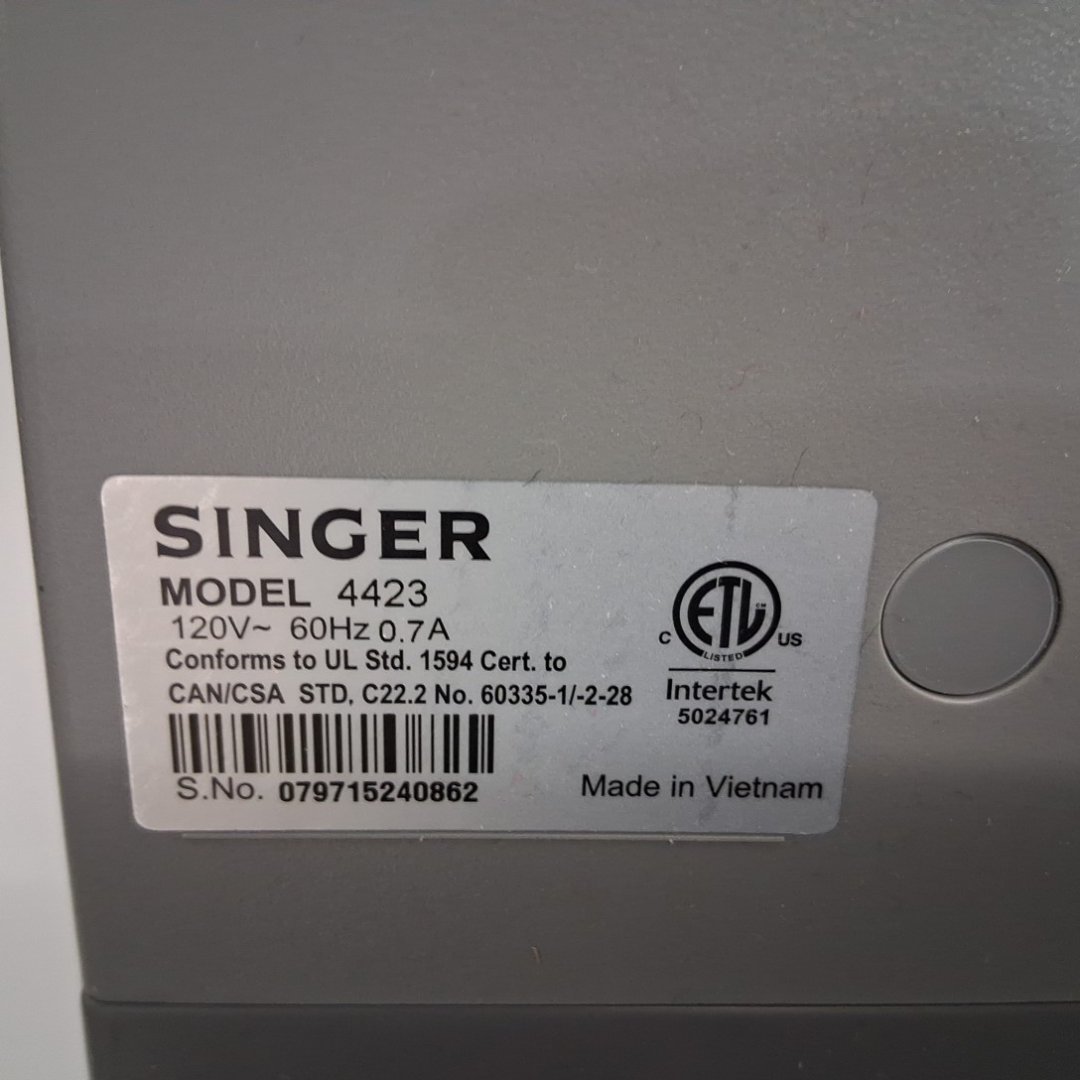 SINGER
MODEL 4423
120V~ 60Hz 0.7A
Conforms to UL Std. 1594 Cert. to
CAN/CSA STD, C22.2 No. 60335-1/-2-28
S.No. 079715240862
ETL CM
C US
LISTED
Intertek
5024761
Made in Vietnam